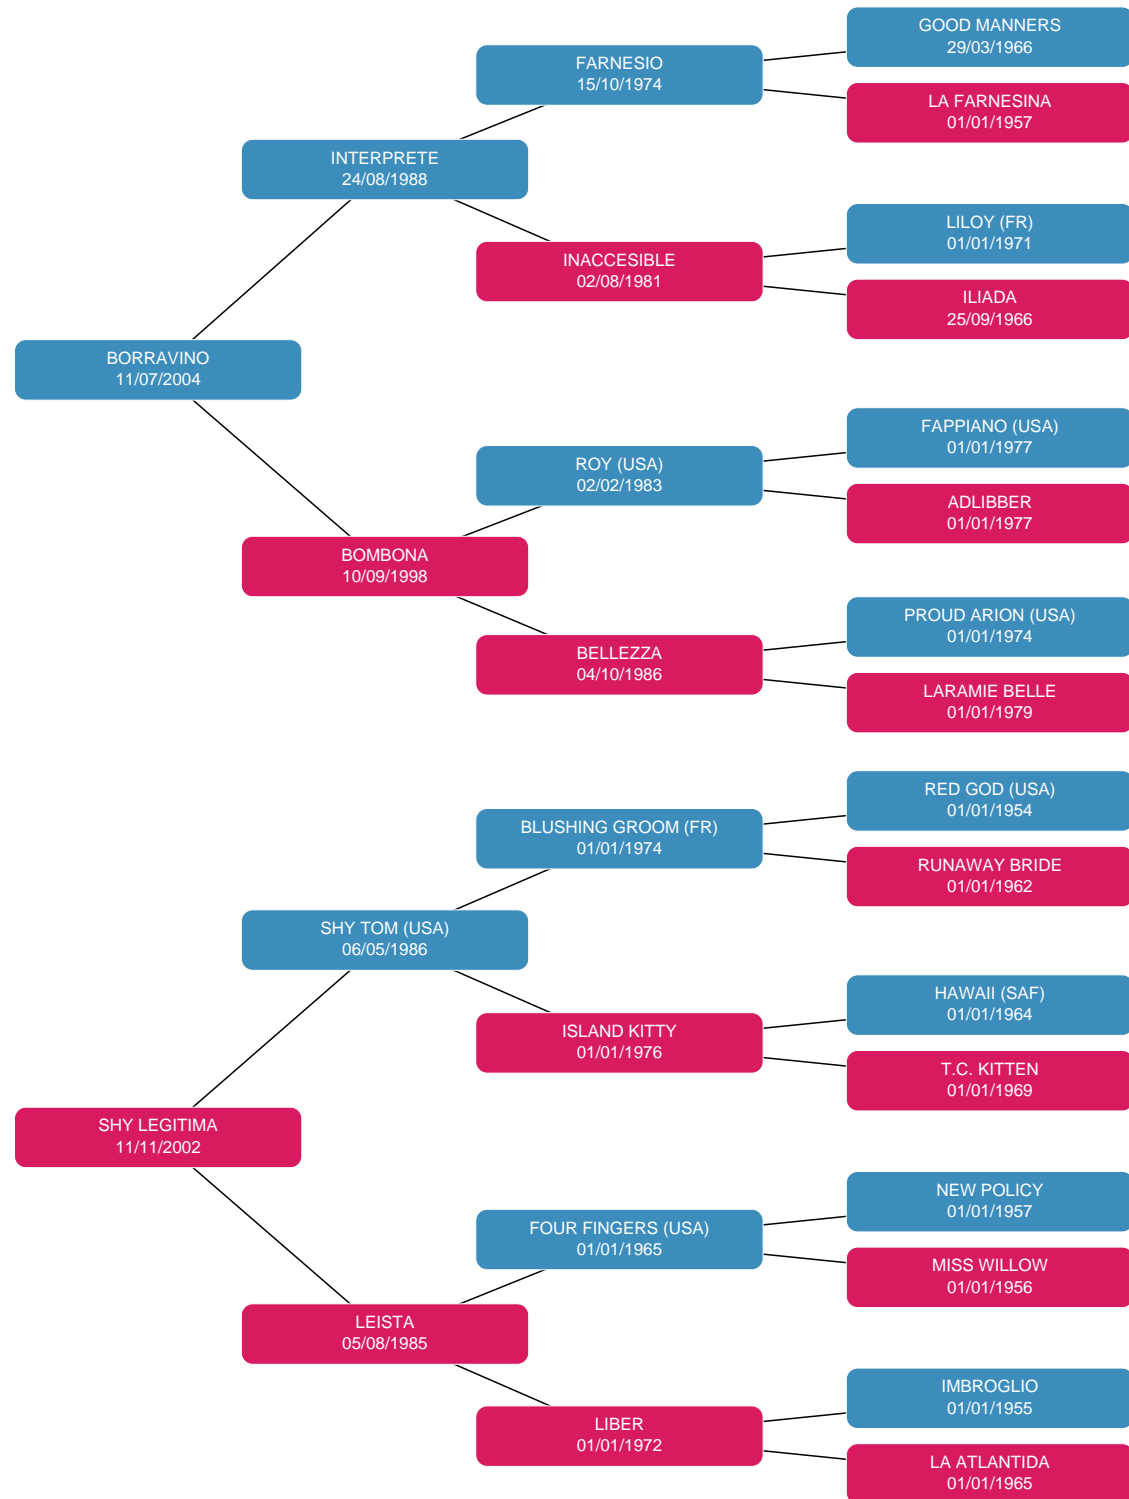 GOOD MANNERS
29/03/1966
FARNESIO
15/10/1974
LA FARNESINA
01/01/1957
INTERPRETE
24/08/1988
LILOY (FR)
01/01/1971
INACCESIBLE
02/08/1981
ILIADA
25/09/1966
BORRAVINO
11/07/2004
FAPPIANO (USA)
01/01/1977
ROY (USA)
02/02/1983
ADLIBBER
01/01/1977
BOMBONA
10/09/1998
PROUD ARION (USA)
01/01/1974
BELLEZZA
04/10/1986
LARAMIE BELLE
01/01/1979
RED GOD (USA)
01/01/1954
BLUSHING GROOM (FR)
01/01/1974
RUNAWAY BRIDE
01/01/1962
SHY TOM (USA)
06/05/1986
HAWAII (SAF)
01/01/1964
ISLAND KITTY
01/01/1976
T.C. KITTEN
01/01/1969
SHY LEGITIMA
11/11/2002
NEW POLICY
01/01/1957
FOUR FINGERS (USA)
01/01/1965
MISS WILLOW
01/01/1956
LEISTA
05/08/1985
IMBROGLIO
01/01/1955
LIBER
01/01/1972
LA ATLANTIDA
01/01/1965